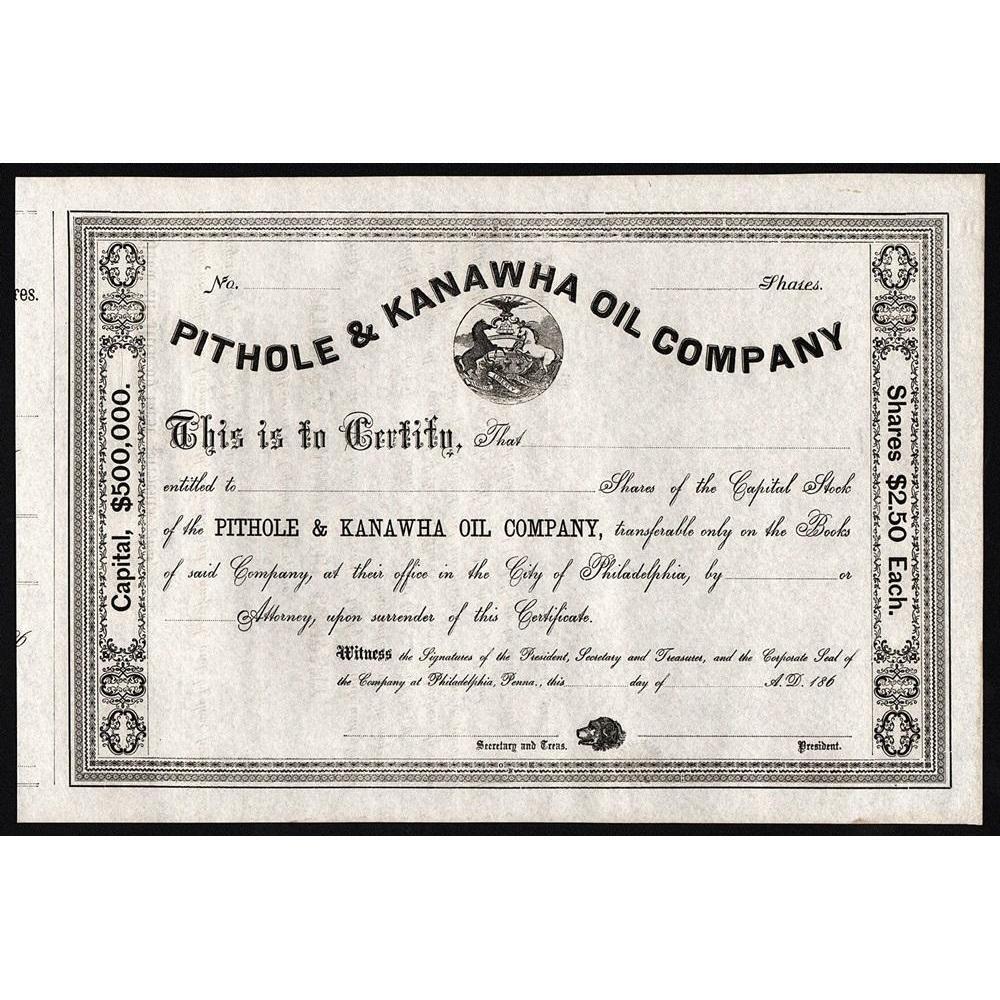 No. Shares.
PITHOLE & KANAWHA OIL COMPANY
This is to Certify, That
entitled to Shares of the Capital Stock
of the PITHOLE & KANAWHA OIL COMPANY, transferable only on the Books
of said Company, at their office in the City of Philadelphia, by or
Attorney, upon surrender of this Certificate.
Witness the Signatures of the President, Secretary and Treasurer, and the Corporate Seal of
the Company at Philadelphia, Penna., this day of A.D. 186
Secretary and Treas. President.
Capital, $500,000.
Shares $2.50 Each.
res.
6